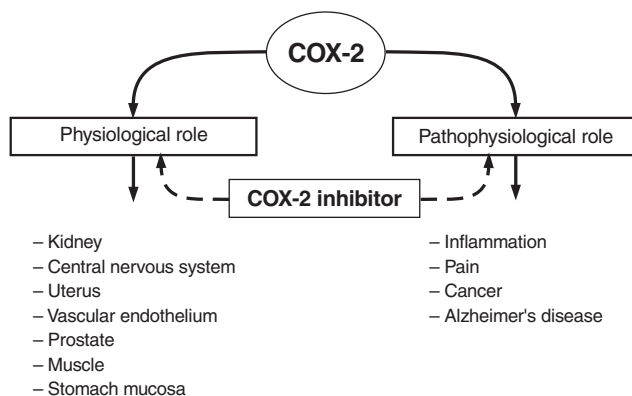 COX-2
Physiological role
Pathophysiological role
COX-2 inhibitor
– Kidney
– Central nervous system
– Uterus
– Vascular endothelium
– Prostate
– Muscle
– Stomach mucosa
– Inflammation
– Pain
– Cancer
– Alzheimer's disease